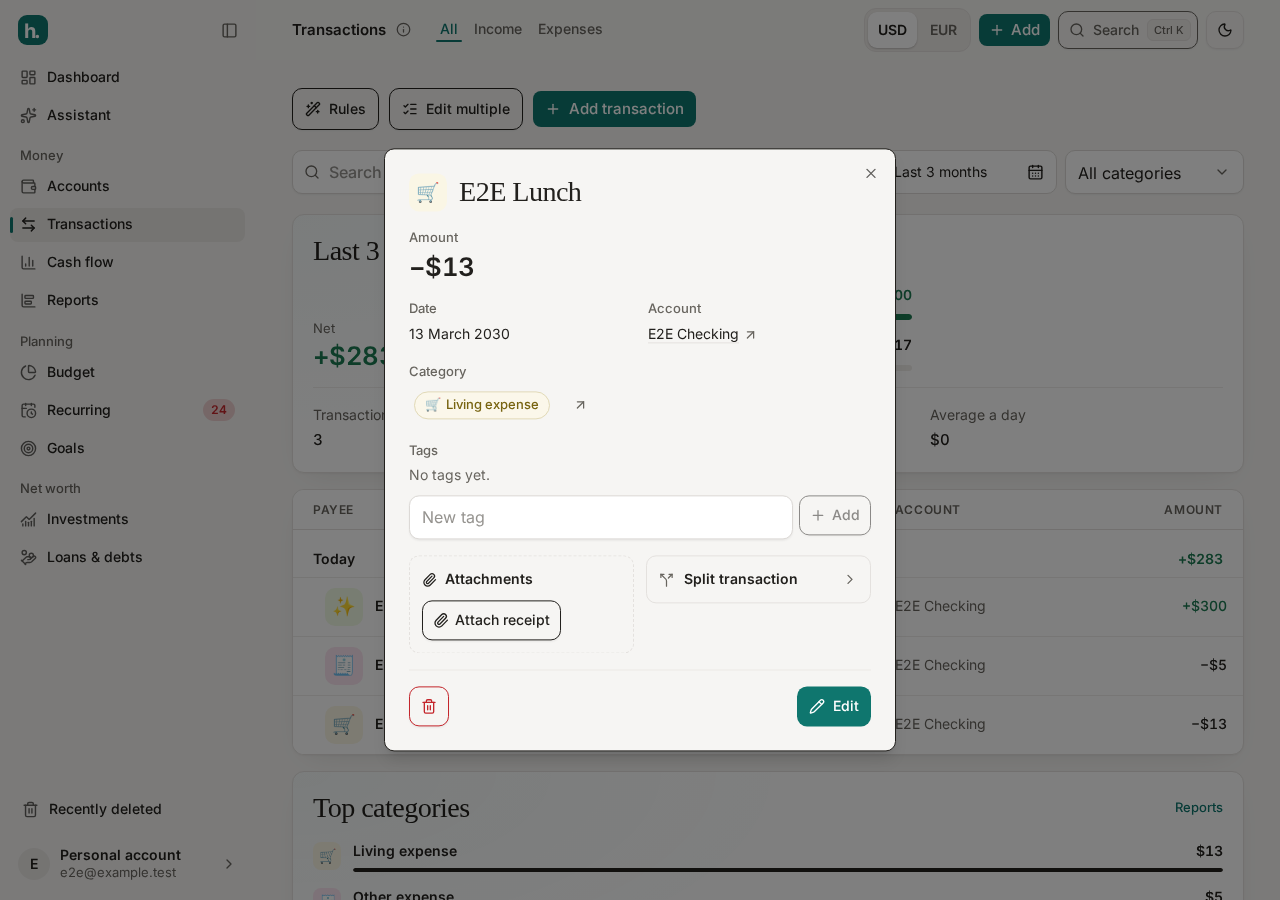 h.
Transactions
All
Income
Expenses
USD
EUR
Add
Search
Ctrl K
Dashboard
Assistant
Money
Accounts
Transactions
Cash flow
Reports
Planning
Budget
Recurring
24
Goals
Net worth
Investments
Loans & debts
Recently deleted
E
Personal account
e2e@example.test
Rules
Edit multiple
Add transaction
Search
Last 3 months
All categories
Last 3
Net
+$283
Transaction
3
00
17
Average a day
$0
PAYEE
ACCOUNT
AMOUNT
Today
+$283
E
E2E Checking
+$300
E
E2E Checking
−$5
E
E2E Checking
−$13
Top categories
Reports
Living expense
$13
Other expense
$5
E2E Lunch
Amount
−$13
Date
13 March 2030
Account
E2E Checking
Category
Living expense
Tags
No tags yet.
New tag
Add
Attachments
Attach receipt
Split transaction
Edit